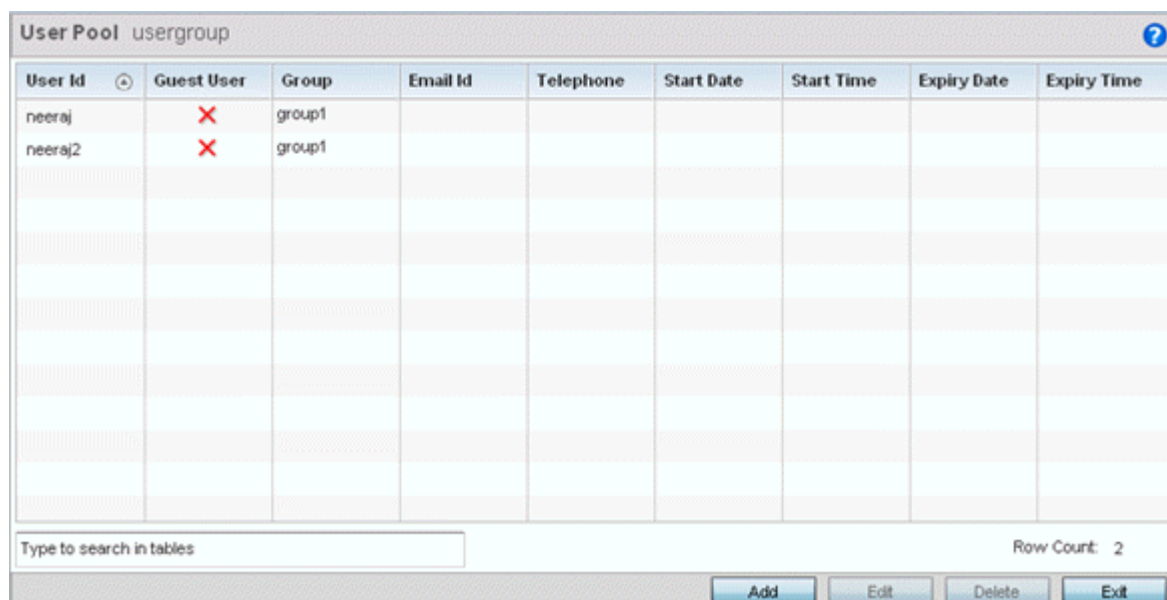 User Pool usergroup
?
User Id Guest User Group Email Id Telephone Start Date Start Time Expiry Date Expiry Time
neeraj group1
neeraj2 group1
Type to search in tables Row Count: 2
Add Edit Delete Exit